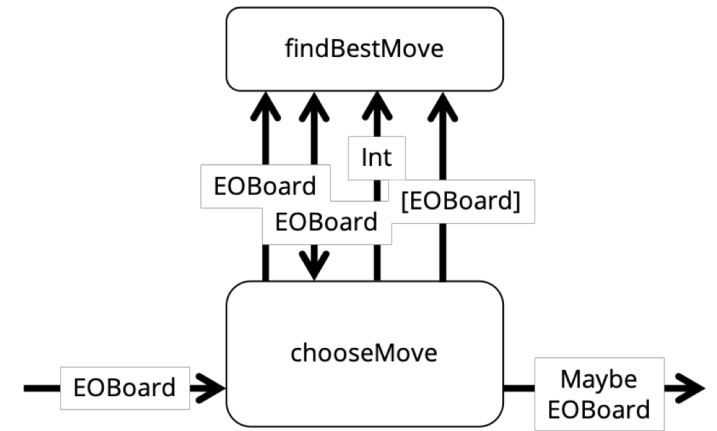 findBestMove
Int
EOBoard
[EOBoard]
EOBoard
chooseMove
EOBoard
Maybe
EOBoard